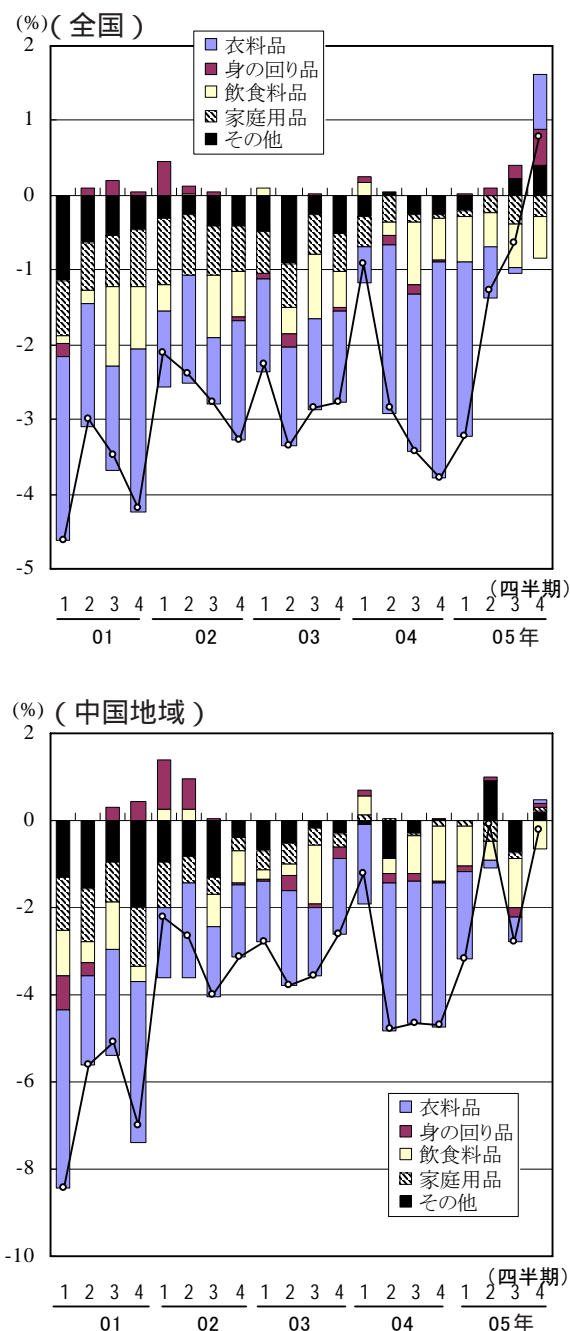 (%) ( 全国 )
2
衣料品
身の回り品
飲食料品
家庭用品
その他
1
0
-1
-2
-3
-4
-5
(四半期)
1 2 3 4 1 2 3 4 1 2 3 4 1 2 3 4 1 2 3 4
01 02 03 04 05年
(%) ( 中国地域 )
2
0
-2
-4
-6
衣料品
身の回り品
飲食料品
家庭用品
その他
-8
-10
(四半期)
1 2 3 4 1 2 3 4 1 2 3 4 1 2 3 4 1 2 3 4
01 02 03 04 05年